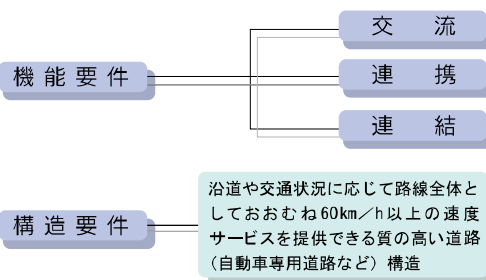 機能要件
交流
連携
連結
構造要件
沿道や交通状況に応じて路線全体と
しておおむね60km/h以上の速度
サービスを提供できる質の高い道路
（自動車専用道路など）構造